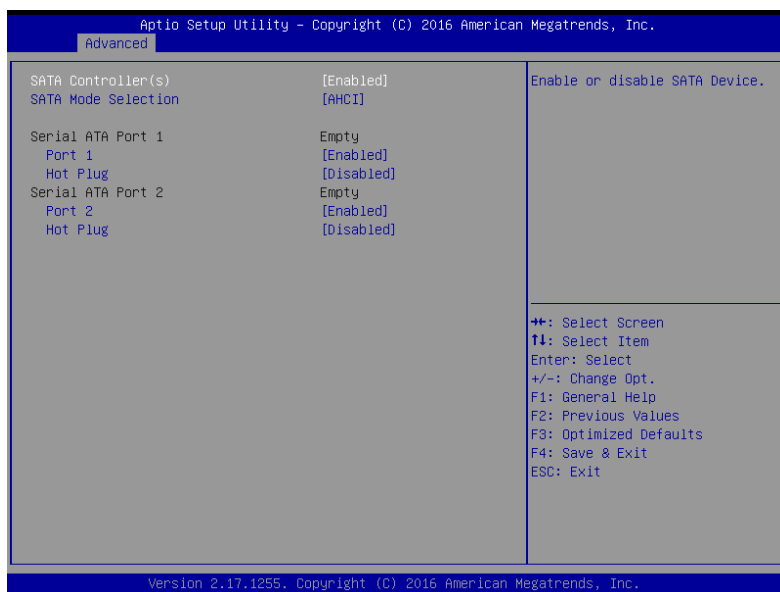 Aptio Setup Utility – Copyright (C) 2016 American Megatrends, Inc.
Advanced
SATA Controller(s) [Enabled]
SATA Mode Selection [AHCI]
Serial ATA Port 1 Empty
Port 1 [Enabled]
Hot Plug [Disabled]
Serial ATA Port 2 Empty
Port 2 [Enabled]
Hot Plug [Disabled]
Enable or disable SATA Device.
→←: Select Screen
↑↓: Select Item
Enter: Select
+/-: Change Opt.
F1: General Help
F2: Previous Values
F3: Optimized Defaults
F4: Save & Exit
ESC: Exit
Version 2.17.1255. Copyright (C) 2016 American Megatrends, Inc.